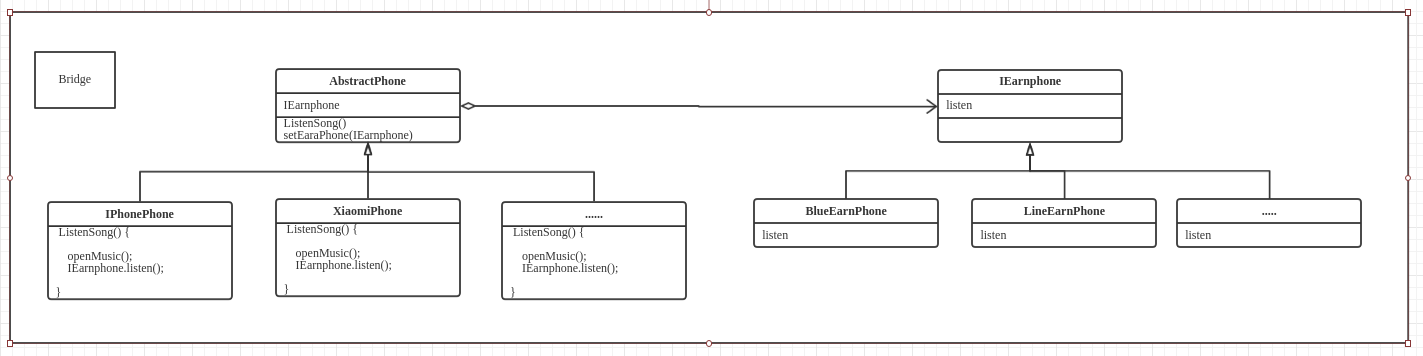 Bridge
AbstractPhone
IEarnphone
ListenSong()
setEaraPhone(IEarnphone)
IEarnphone
listen
IPhonePhone
ListenSong() {
openMusic();
IEarnphone.listen();
}
XiaomiPhone
ListenSong() {
openMusic();
IEarnphone.listen();
}
......
ListenSong() {
openMusic();
IEarnphone.listen();
}
BlueEarnPhone
listen
LineEarnPhone
listen
.....
listen